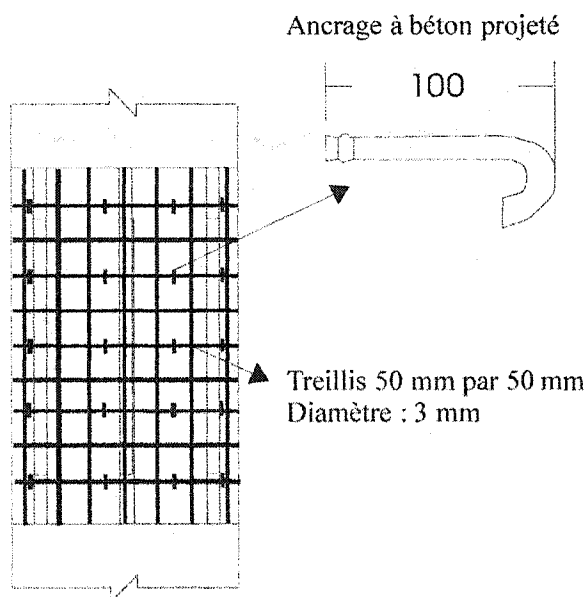 Ancrage à béton projeté
100
Treillis 50 mm par 50 mm
Diamètre : 3 mm